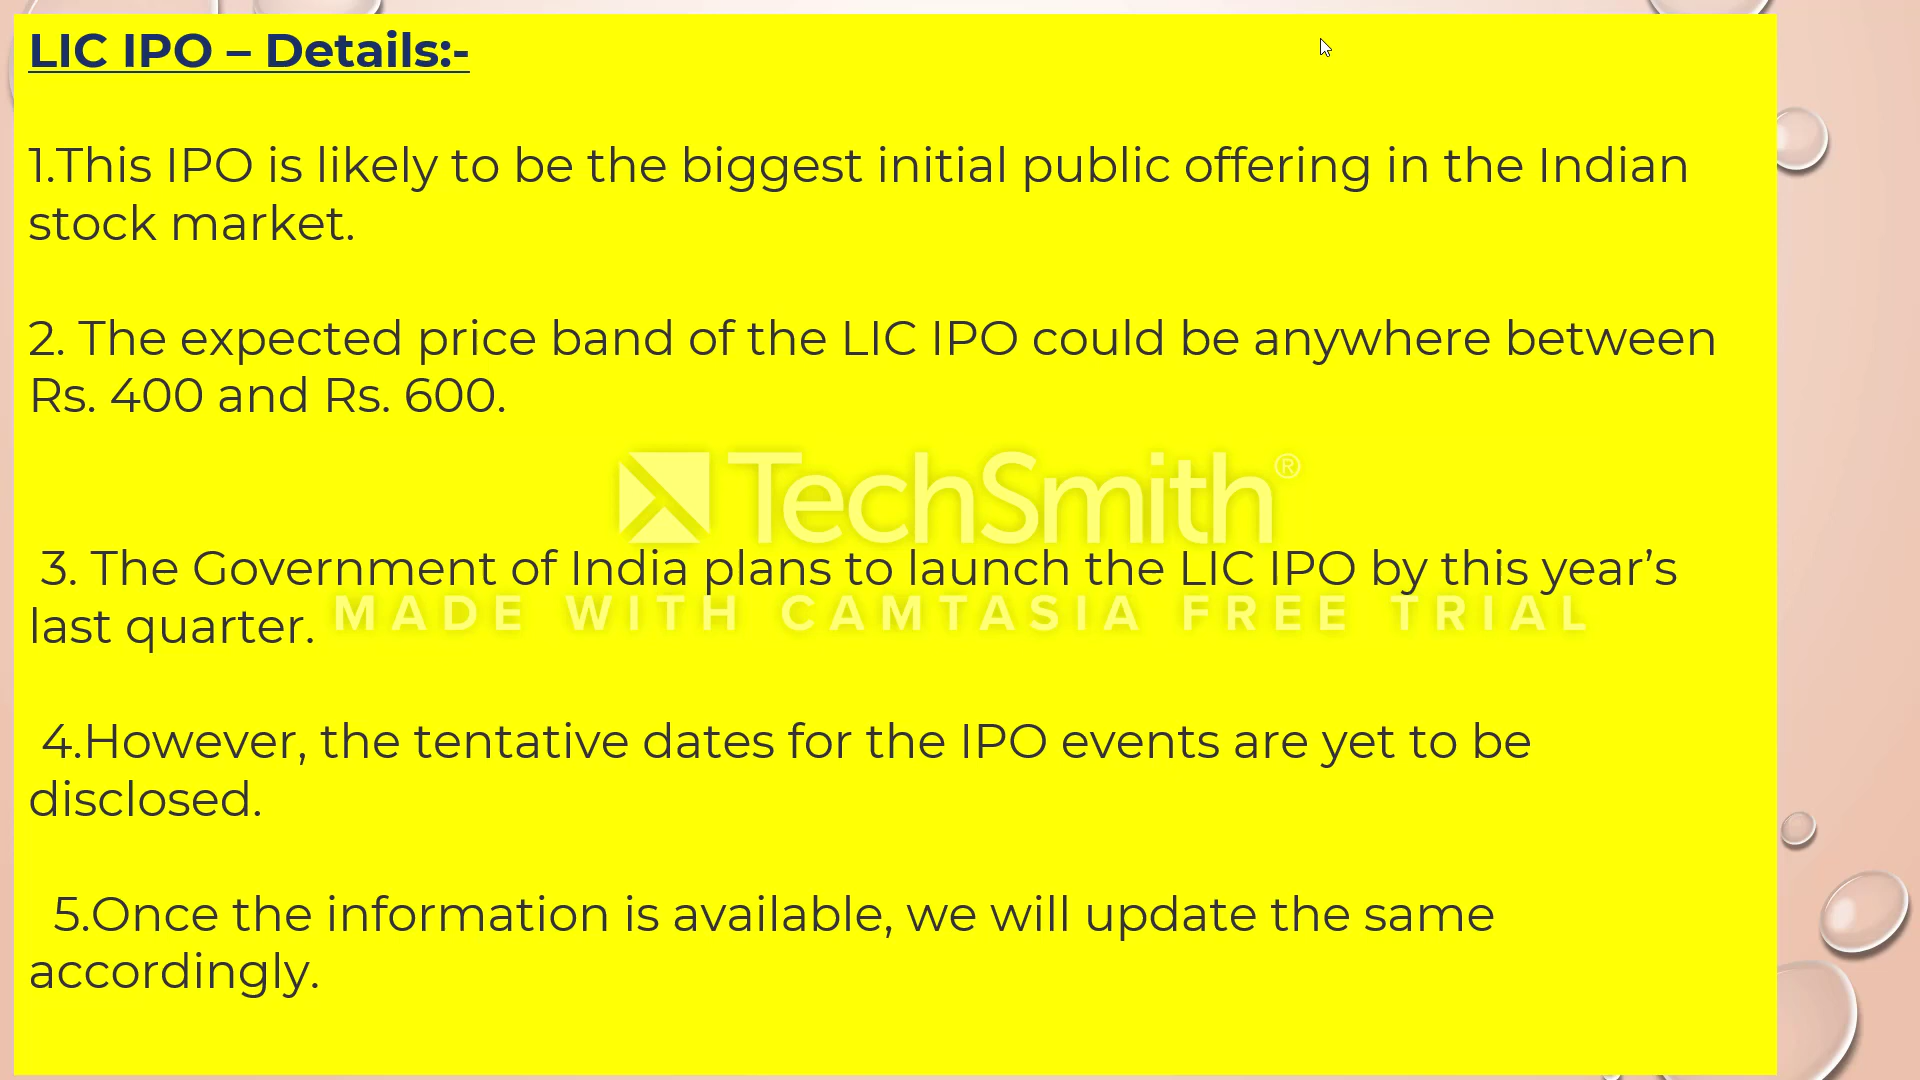 LIC IPO – Details:-
1.This IPO is likely to be the biggest initial public offering in the Indian
stock market.
2. The expected price band of the LIC IPO could be anywhere between
Rs. 400 and Rs. 600.
TechSmith®
3. The Government of India plans to launch the LIC IPO by this year’s
last quarter.
MADE WITH CAMTASIA FREE TRIAL
4.However, the tentative dates for the IPO events are yet to be
disclosed.
5.Once the information is available, we will update the same
accordingly.